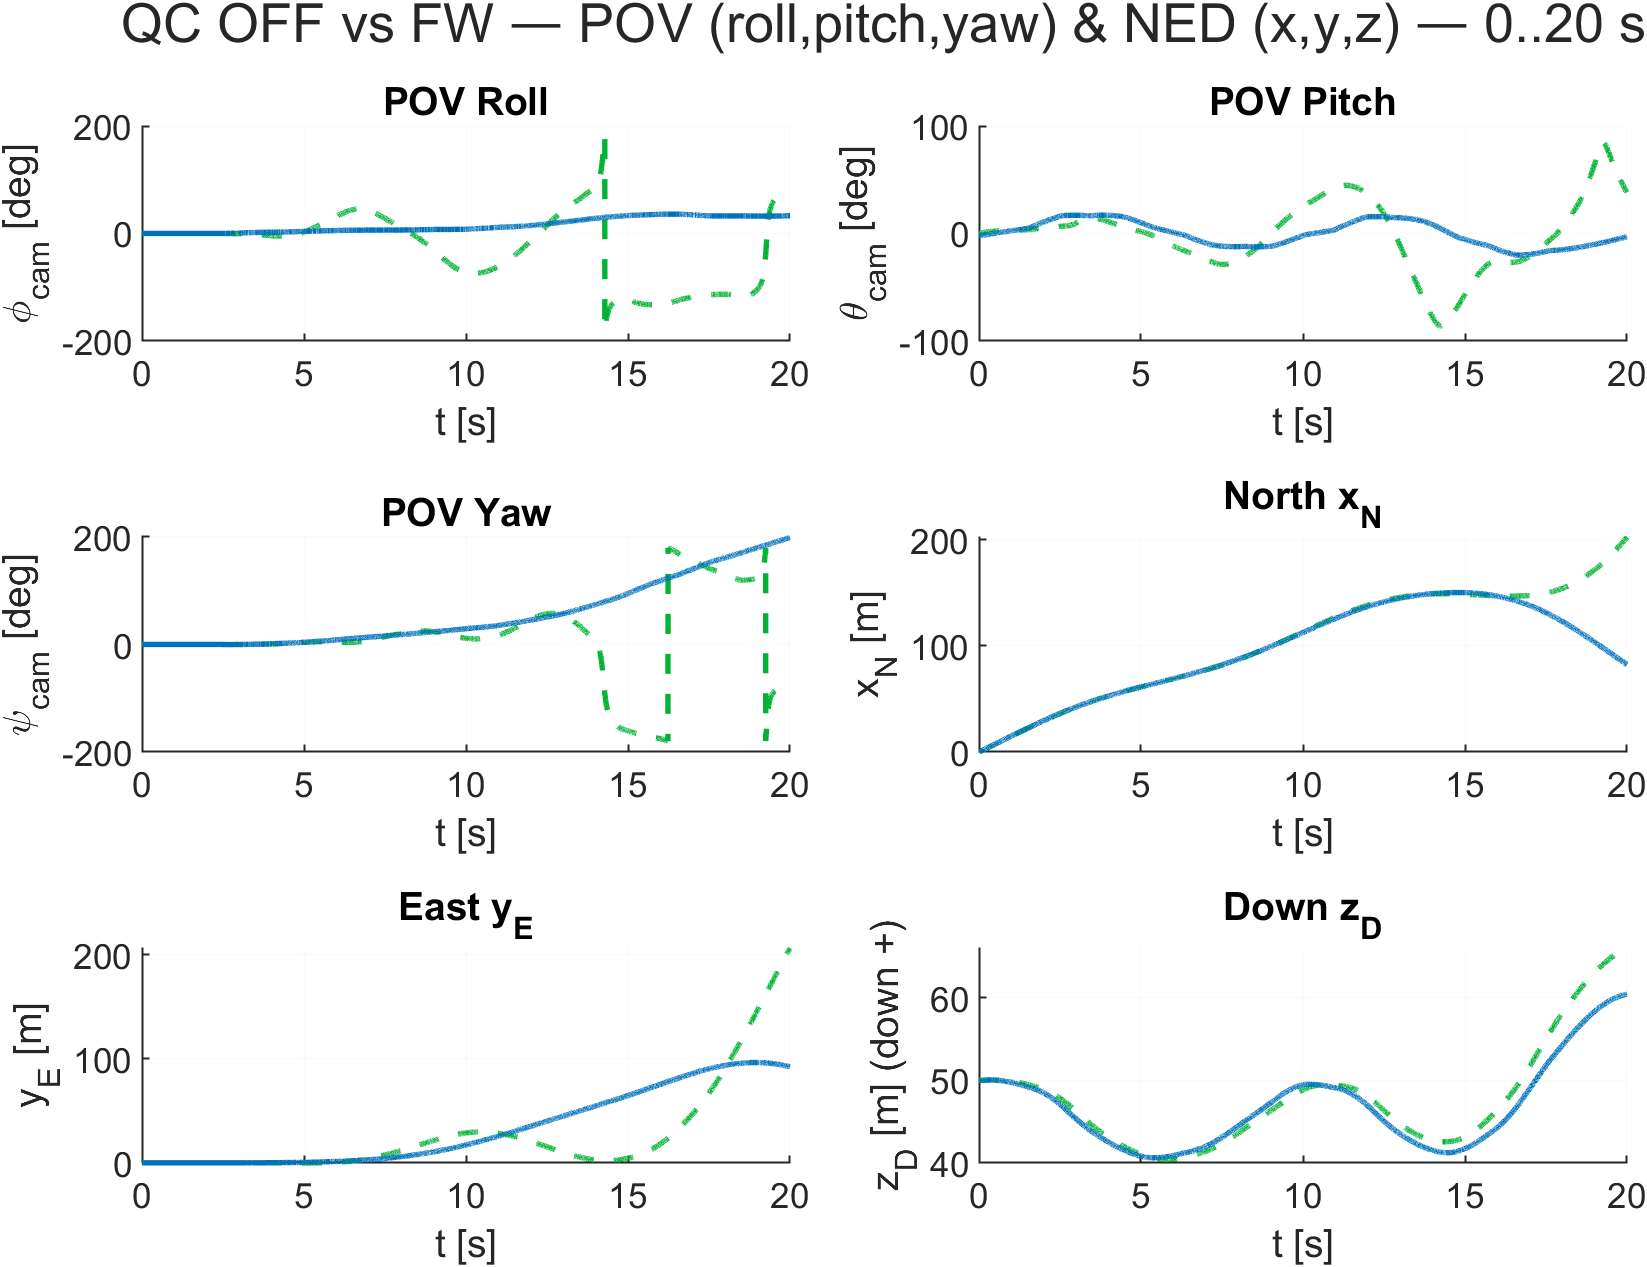 QC OFF vs FW — POV (roll,pitch,yaw) & NED (x,y,z) — 0..20 s
POV Roll
200
0
-200
ϕcam [deg]
0 5 10 15 20
t [s]
POV Pitch
100
0
-100
θcam [deg]
0 5 10 15 20
t [s]
POV Yaw
200
0
-200
ψcam [deg]
0 5 10 15 20
t [s]
North xN
200
100
0
xN [m]
0 5 10 15 20
t [s]
East yE
200
100
0
yE [m]
0 5 10 15 20
t [s]
Down zD
60
50
40
zD [m] (down +)
0 5 10 15 20
t [s]